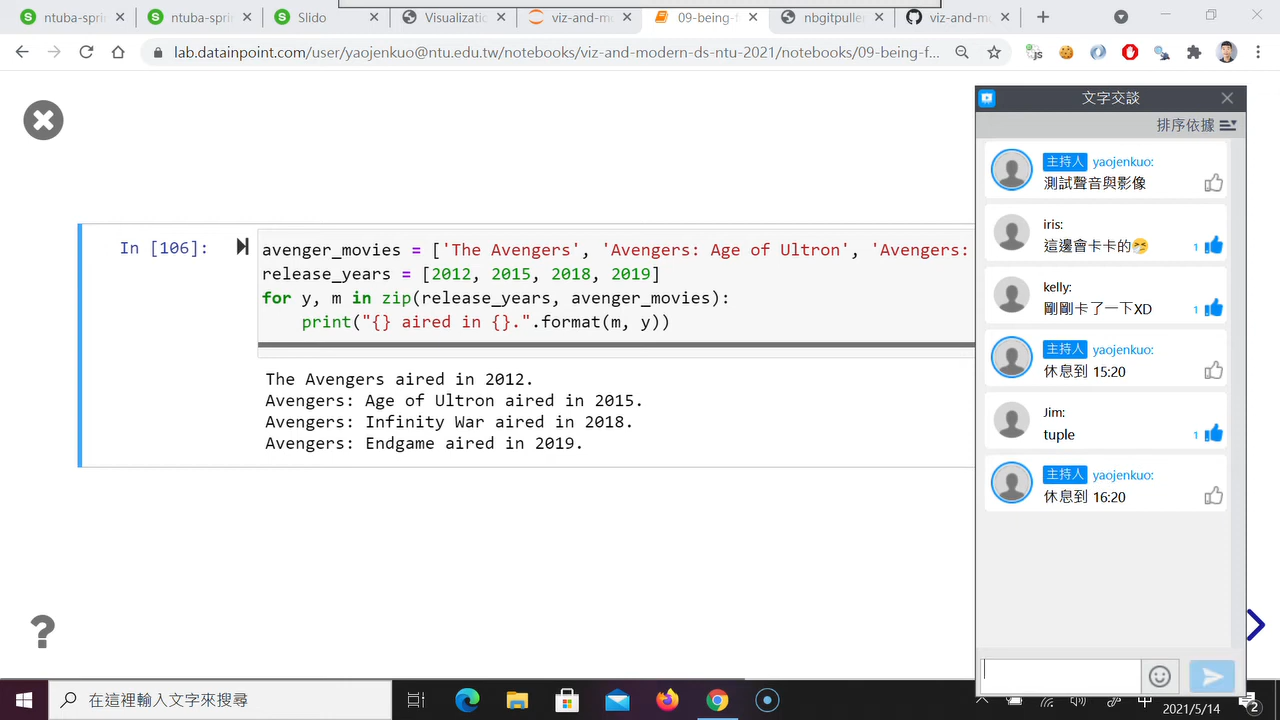 ntuba-spri
ntuba-spri
Slido
Visualizatio
viz-and-mo
09-being-f
nbgitpuller
viz-and-mo
lab.datainpoint.com/user/yaojenkuo@ntu.edu.tw/notebooks/viz-and-modern-ds-ntu-2021/notebooks/09-being-f...
In [106]:
avenger_movies = ['The Avengers', 'Avengers: Age of Ultron', 'Avengers:
release_years = [2012, 2015, 2018, 2019]
for y, m in zip(release_years, avenger_movies):
    print("{} aired in {}.".format(m, y))
The Avengers aired in 2012.
Avengers: Age of Ultron aired in 2015.
Avengers: Infinity War aired in 2018.
Avengers: Endgame aired in 2019.
文字交談
排序依據
主持人 yaojenkuo:
測試聲音與影像
iris:
這邊會卡卡的🤧
1
kelly:
剛剛卡了一下XD
1
主持人 yaojenkuo:
休息到 15:20
Jim:
tuple
1
主持人 yaojenkuo:
休息到 16:20
在這裡輸入文字來搜尋
中
2021/5/14
2